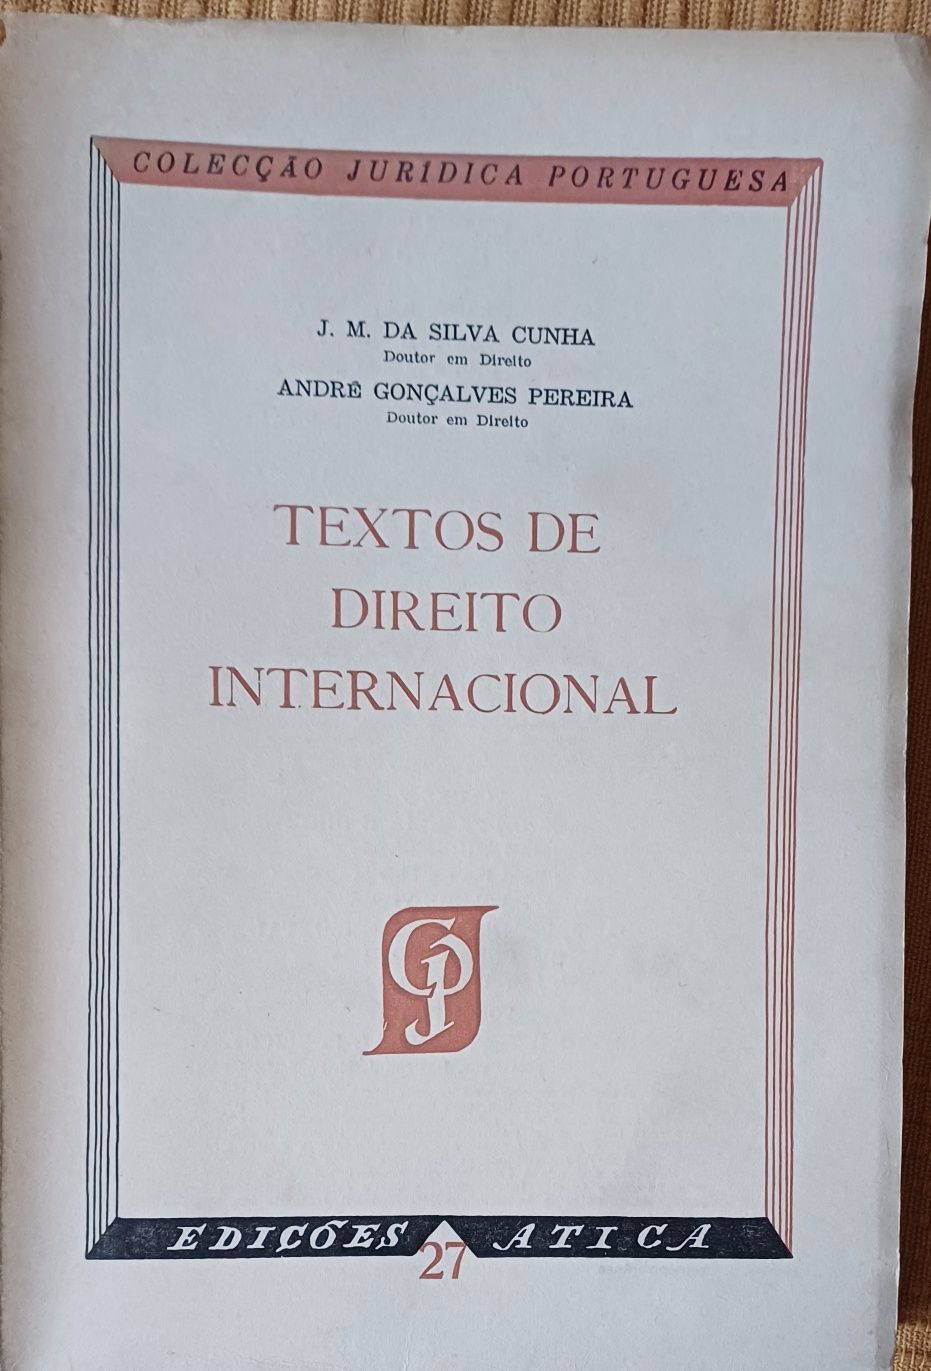 COLECÇÃO JURÍDICA PORTUGUESA
J. M. DA SILVA CUNHA
Doutor em Direito
ANDRÉ GONÇALVES PEREIRA
Doutor em Direito
TEXTOS DE
DIREITO
INTERNACIONAL
CJP
EDIÇÕES ATICA
27